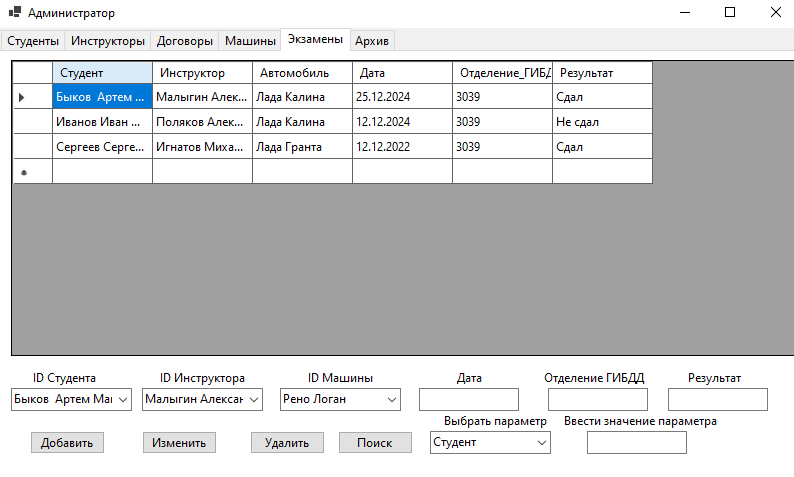 Администратор
Студенты Инструкторы Договоры Машины Экзамены Архив
Студент Инструктор Автомобиль Дата Отделение_ГИБД Результат
Быков Артем ... Малыгин Алек... Лада Калина 25.12.2024 3039 Сдал
Иванов Иван ... Поляков Алек... Лада Калина 12.12.2024 3039 Не сдал
Сергеев Серге... Игнатов Миха... Лада Гранта 12.12.2022 3039 Сдал
ID Студента ID Инструктора ID Машины Дата Отделение ГИБДД Результат
Быков Артем Маı Малыгин Алексан Рено Логан
Выбрать параметр Ввести значение параметра
Добавить Изменить Удалить Поиск Студент